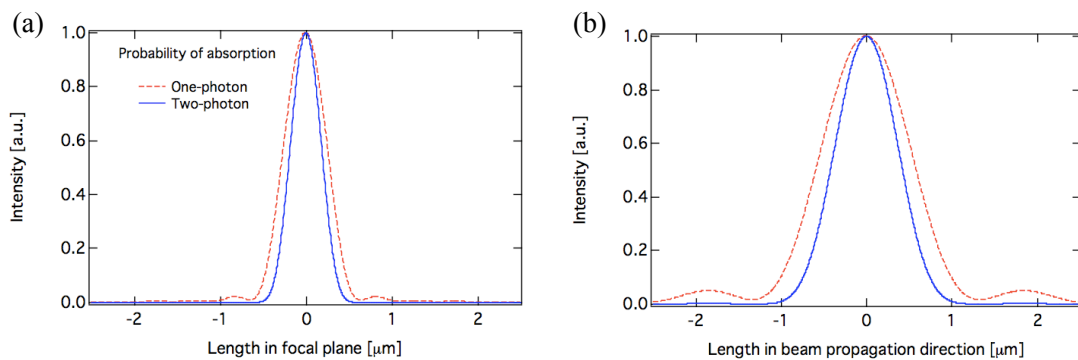 (a)
Intensity [a.u.]
1.0
0.8
0.6
0.4
0.2
0.0
Probability of absorption
One-photon
Two-photon
-2 -1 0 1 2
Length in focal plane [μm]
(b)
Intensity [a.u.]
1.0
0.8
0.6
0.4
0.2
0.0
-2 -1 0 1 2
Length in beam propagation direction [μm]